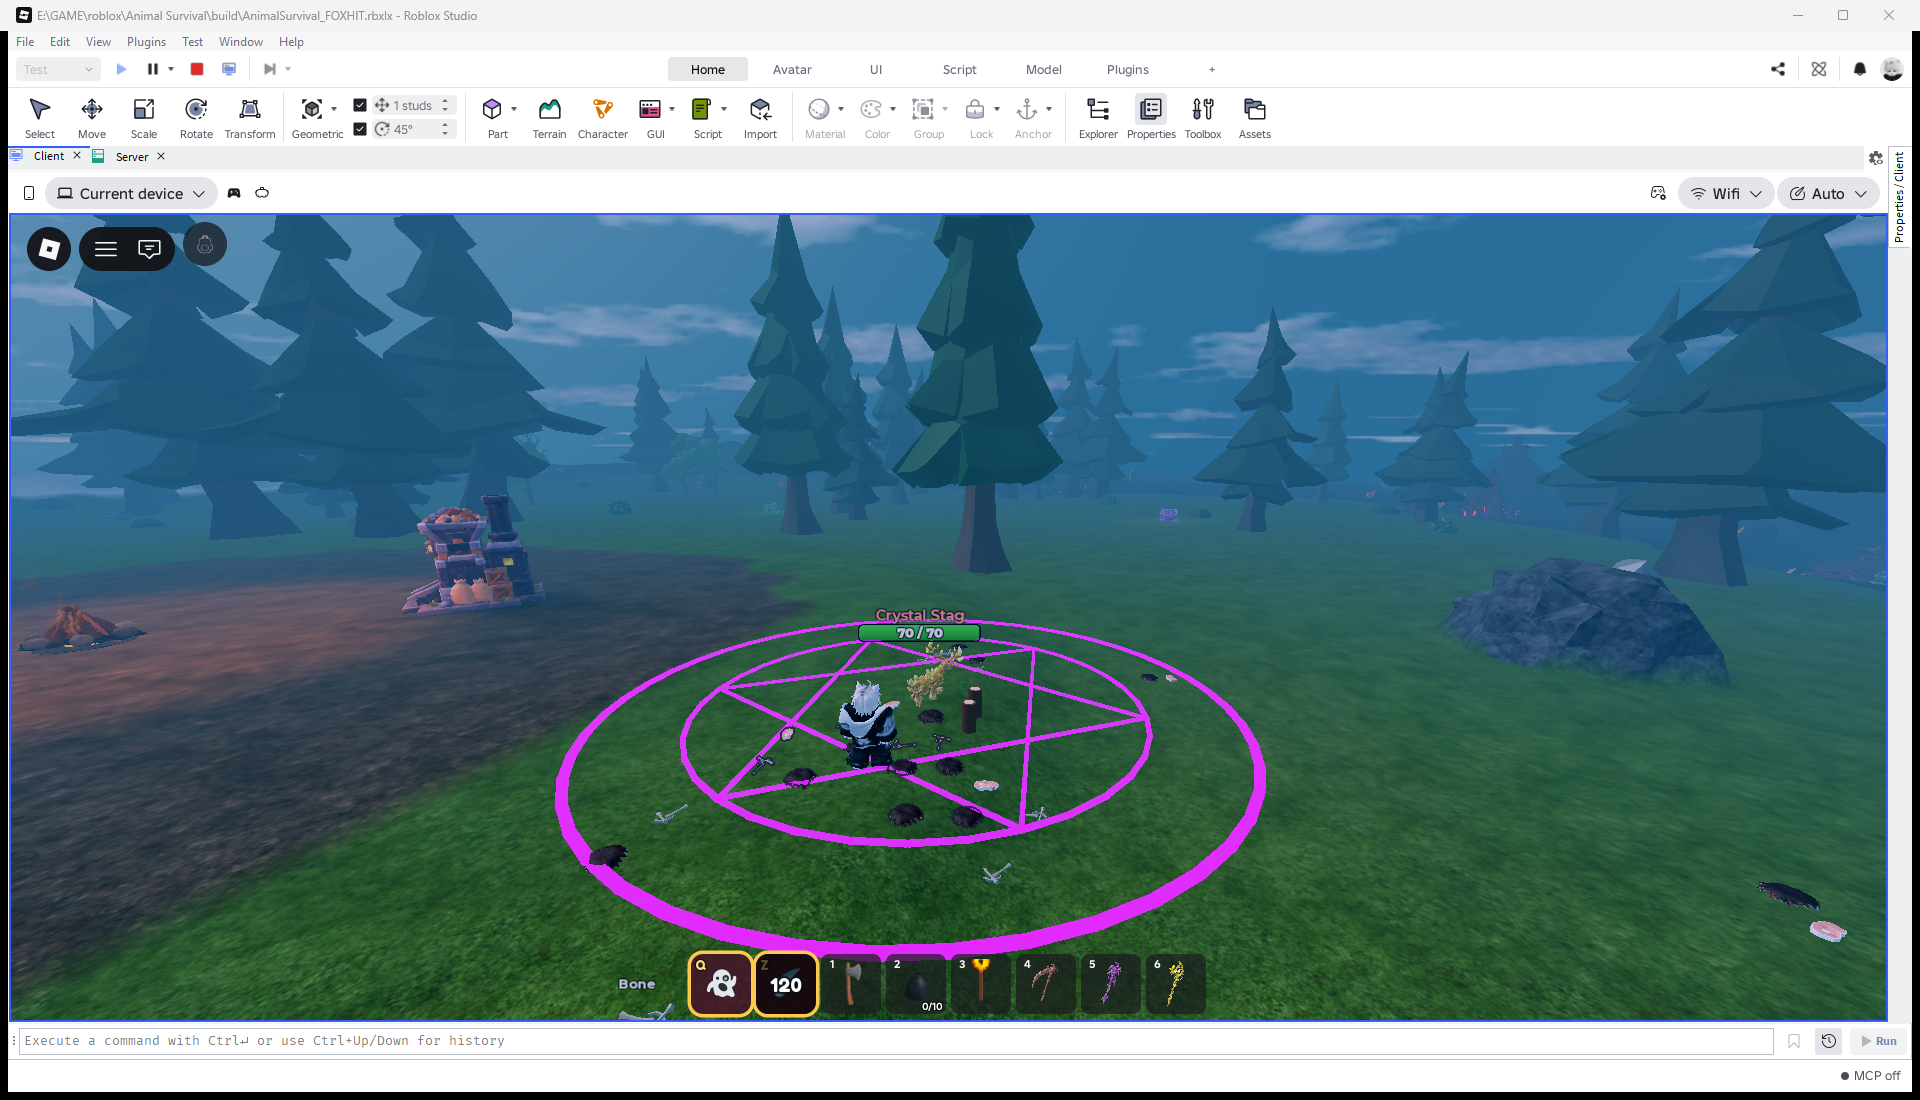 E:\GAME\roblox\Animal Survival\build\AnimalSurvival_FOXHIT.rbxlx - Roblox Studio
File Edit View Plugins Test Window Help
Test
Home Avatar UI Script Model Plugins +
1 studs
45°
Select Move Scale Rotate Transform Geometric Part Terrain Character GUI Script Import Material Color Group Lock Anchor Explorer Properties Toolbox Assets
Client Server
Properties / Client
Current device
Wifi Auto
Crystal Stag
70 / 70
Bone
Q Z 1 2 3 4 5 6
120
0/10
Execute a command with Ctrl↵ or use Ctrl+Up/Down for history
Run
MCP off